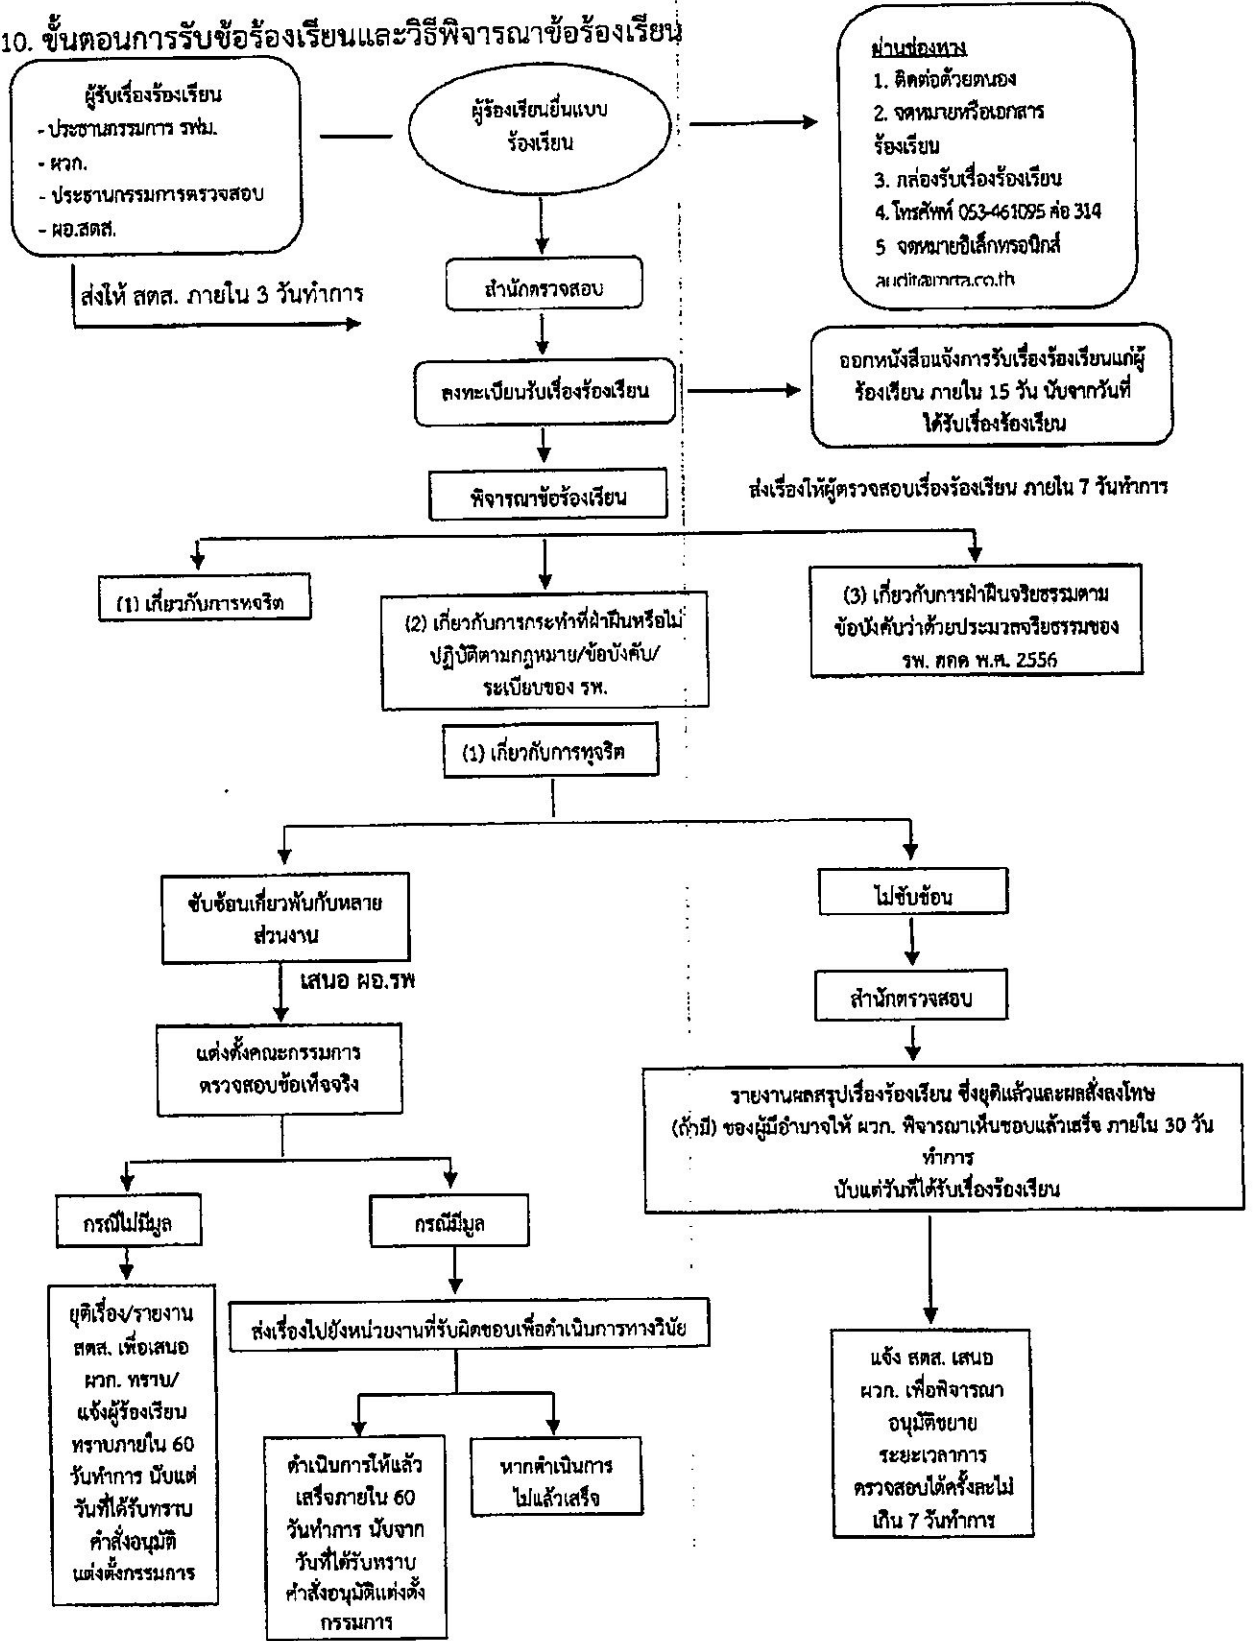 10. ขั้นตอนการรับข้อร้องเรียนและวิธีพิจารณาข้อร้องเรียน
ผู้รับเรื่องร้องเรียน
- ประธานกรรมการ รฟม.
- ผวก.
- ประธานกรรมการตรวจสอบ
- ผอ.สตส.
ผู้ร้องเรียนยื่นแบบ
ร้องเรียน
ผ่านช่องทาง
1. ติดต่อด้วยตนเอง
2. จดหมายหรือเอกสาร
ร้องเรียน
3. กล่องรับเรื่องร้องเรียน
4. โทรศัพท์ 053-461095 ต่อ 314
5 จดหมายอิเล็กทรอนิกส์
ส่งให้ สตส. ภายใน 3 วันทำการ
สำนักตรวจสอบ
ลงทะเบียนรับเรื่องร้องเรียน
ออกหนังสือแจ้งการรับเรื่องร้องเรียนแก่ผู้
ร้องเรียน ภายใน 15 วัน นับจากวันที่
ได้รับเรื่องร้องเรียน
พิจารณาข้อร้องเรียน
ส่งเรื่องให้ผู้ตรวจสอบเรื่องร้องเรียน ภายใน 7 วันทำการ
(1) เกี่ยวกับการทุจริต
(2) เกี่ยวกับการกระทำที่ฝ่าฝืนหรือไม่
ปฏิบัติตามกฎหมาย/ข้อบังคับ/
ระเบียบของ รพ.
(3) เกี่ยวกับการฝ่าฝืนจริยธรรมตาม
ข้อบังคับว่าด้วยประมวลจริยธรรมของ
รพ. พ.ศ. 2556
(1) เกี่ยวกับการทุจริต
ซับซ้อนเกี่ยวพันกับหลาย
ส่วนงาน
ไม่ซับซ้อน
เสนอ ผอ.รพ
สำนักตรวจสอบ
แต่งตั้งคณะกรรมการ
ตรวจสอบข้อเท็จจริง
รายงานผลสรุปเรื่องร้องเรียน ซึ่งยุติแล้วและผลสั่งลงโทษ
(ถ้ามี) ของผู้มีอำนาจให้ ผวก. พิจารณาเห็นชอบแล้วเสร็จ ภายใน 30 วัน
ทำการ
นับแต่วันที่ได้รับเรื่องร้องเรียน
กรณีไม่มีมูล
กรณีมีมูล
ยุติเรื่อง/รายงาน
สตส. เพื่อเสนอ
ผวก. ทราบ/
แจ้งผู้ร้องเรียน
ทราบภายใน 60
วันทำการ นับแต่
วันที่ได้รับทราบ
คำสั่งอนุมัติ
แต่งตั้งกรรมการ
ส่งเรื่องไปยังหน่วยงานที่รับผิดชอบเพื่อดำเนินการทางวินัย
ดำเนินการให้แล้ว
เสร็จภายใน 60
วันทำการ นับจาก
วันที่ได้รับทราบ
คำสั่งอนุมัติแต่งตั้ง
กรรมการ
หากดำเนินการ
ไม่แล้วเสร็จ
แจ้ง สตส. เสนอ
ผวก. เพื่อพิจารณา
อนุมัติขยาย
ระยะเวลาการ
ตรวจสอบได้ครั้งละไม่
เกิน 7 วันทำการ